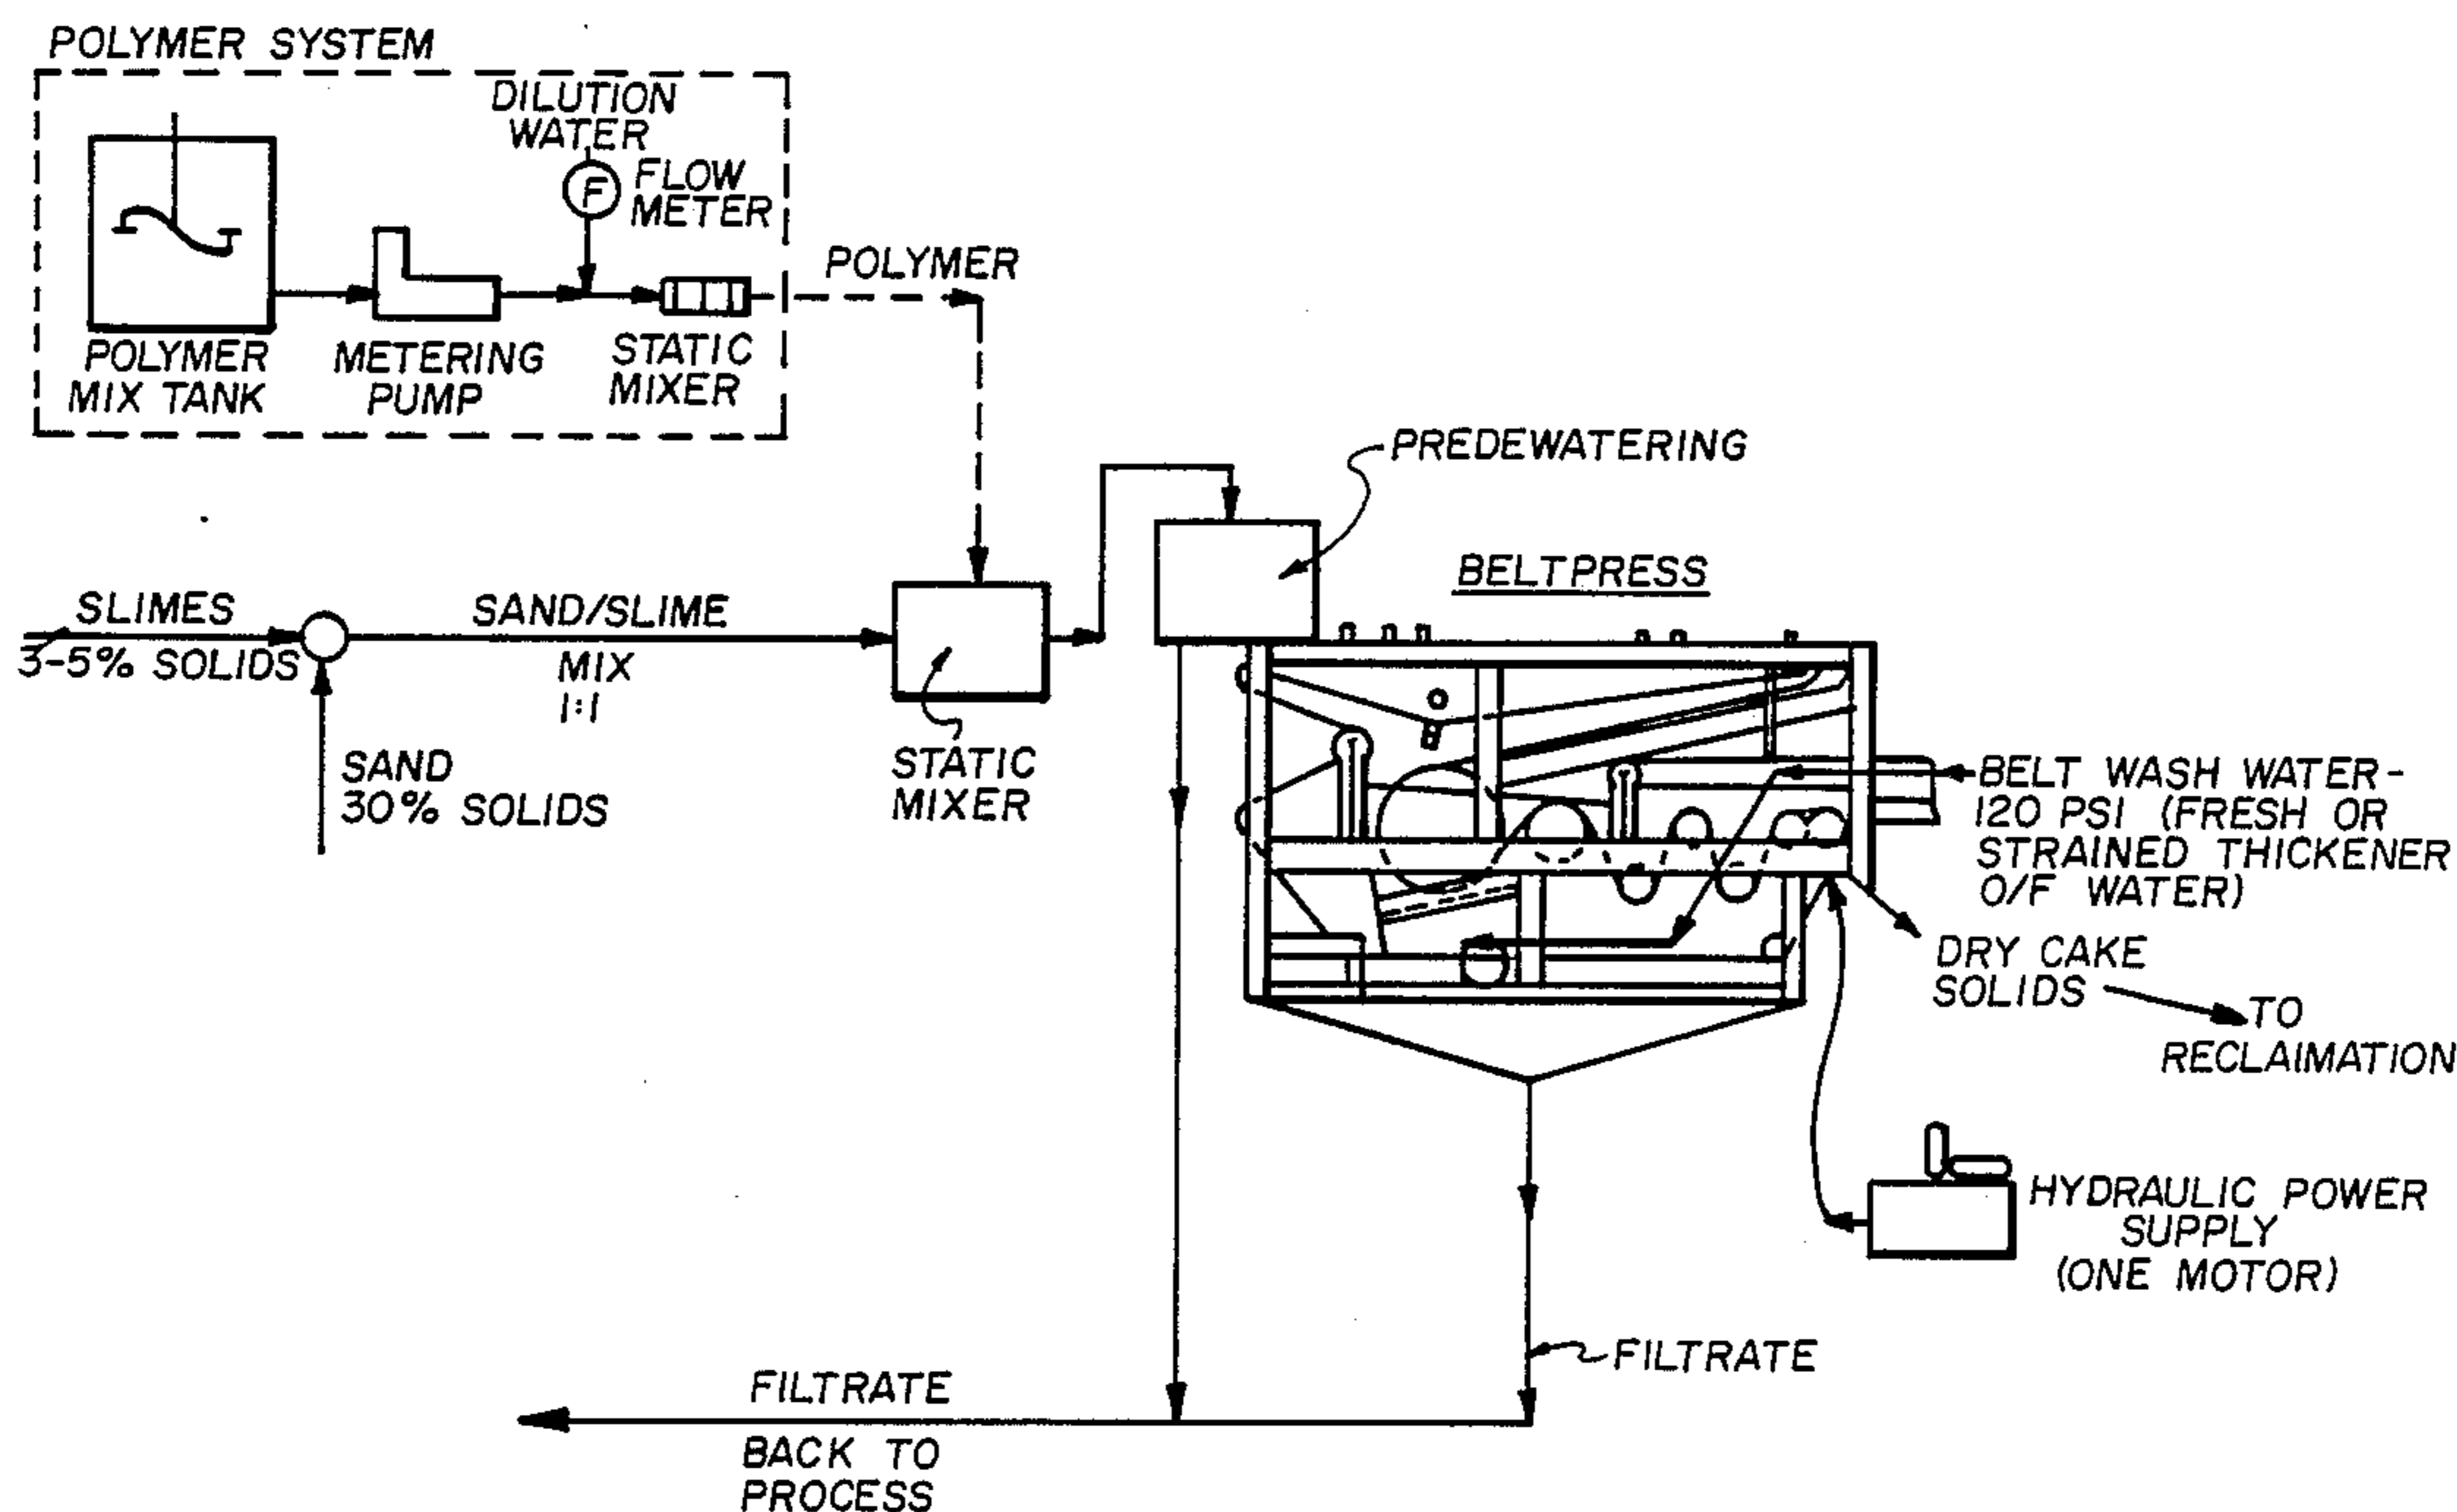 POLYMER SYSTEM
DILUTION
WATER
F
FLOW
METER
POLYMER
MIX TANK
METERING
PUMP
STATIC
MIXER
POLYMER
PREDEWATERING
BELT PRESS
SLIMES
3-5% SOLIDS
SAND/SLIME
MIX
1:1
SAND
30% SOLIDS
STATIC
MIXER
BELT WASH WATER-
120 PSI (FRESH OR
STRAINED THICKENER
O/F WATER)
DRY CAKE
SOLIDS
TO
RECLAIMATION
HYDRAULIC POWER
SUPPLY
(ONE MOTOR)
FILTRATE
FILTRATE
BACK TO
PROCESS